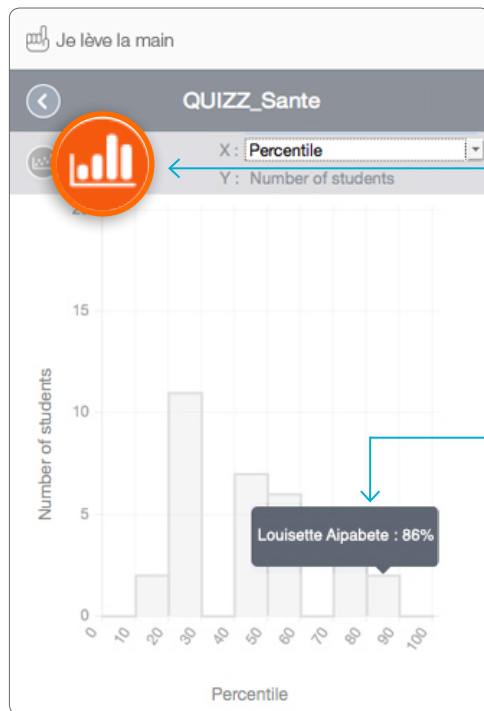 Je lève la main
QUIZZ_Sante
X : Percentile
Y : Number of students
15
10
5
0
Number of students
Louisette Aipabete : 86%
0 10 20 30 40 50 60 70 80 90 100
Percentile